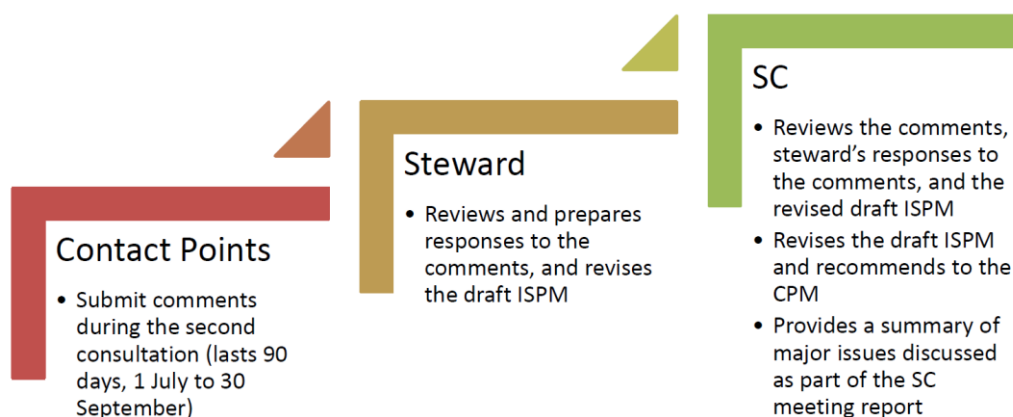 Contact Points
• Submit comments
during the second
consultation (lasts 90
days, 1 July to 30
September)
Steward
• Reviews and prepares
responses to the
comments, and revises
the draft ISPM
SC
• Reviews the comments,
steward's responses to
the comments, and the
revised draft ISPM
• Revises the draft ISPM
and recommends to the
CPM
• Provides a summary of
major issues discussed
as part of the SC
meeting report